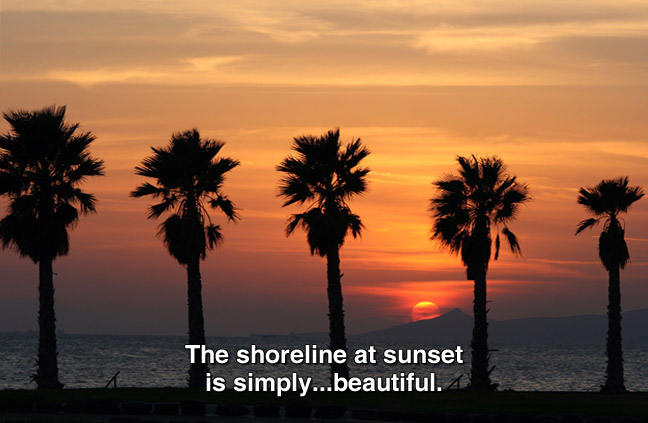 The shoreline at sunset
is simply...beautiful.